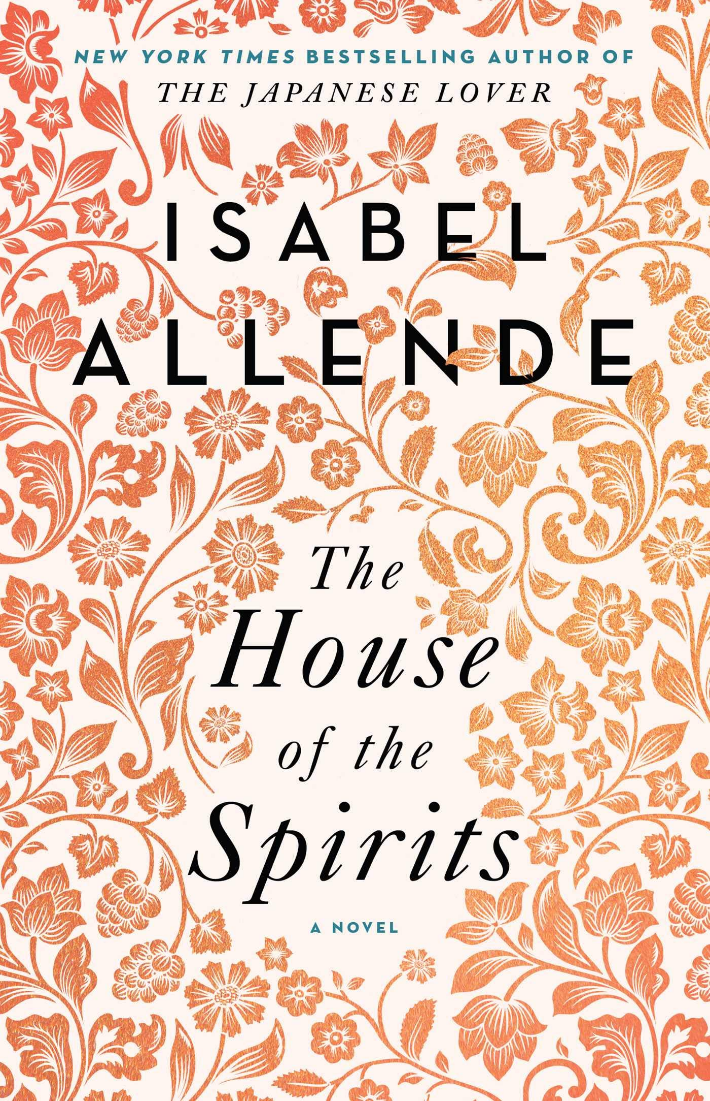 NEW YORK TIMES BESTSELLING AUTHOR OF
THE JAPANESE LOVER
ISABEL
ALLENDE
The
House
of the
Spirits
A NOVEL